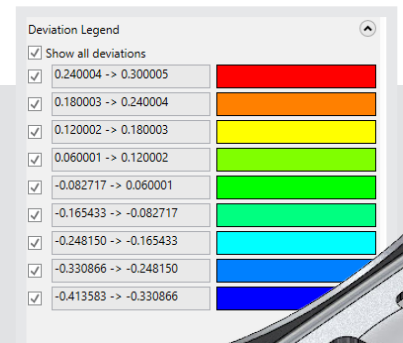 Deviation Legend
Show all deviations
0.240004 -> 0.300005
0.180003 -> 0.240004
0.120002 -> 0.180003
0.060001 -> 0.120002
-0.082717 -> 0.060001
-0.165433 -> -0.082717
-0.248150 -> -0.165433
-0.330866 -> -0.248150
-0.413583 -> -0.330866